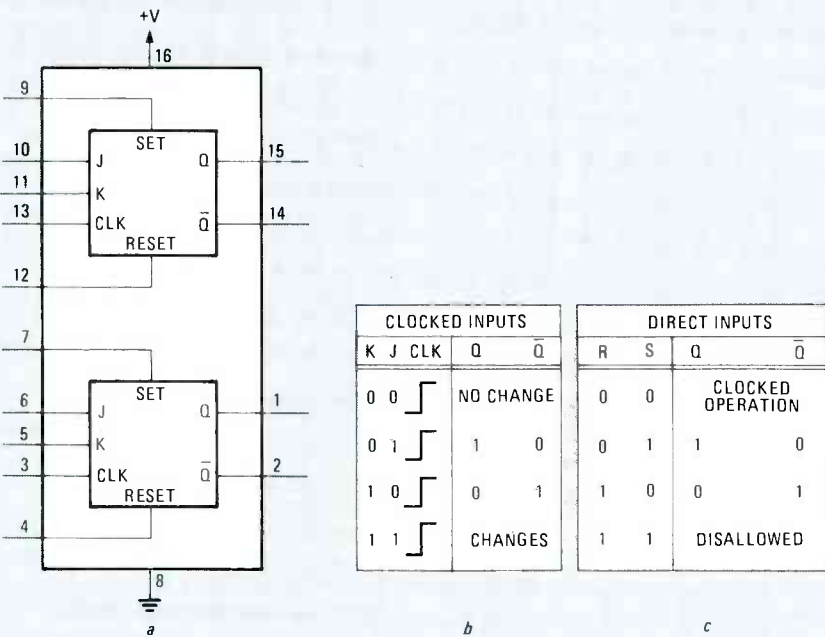 +V
16
9
SET
10 J Q 15
11 K
13 CLK Q̅ 14
RESET
12
7
SET
6 J Q 1
5 K
3 CLK Q̅ 2
RESET
4
8
a
CLOCKED INPUTS
K J CLK Q Q̅
0 0 NO CHANGE
0 1 1 0
1 0 0 1
1 1 CHANGES
b
DIRECT INPUTS
R S Q Q̅
0 0 CLOCKED
OPERATION
0 1 1 0
1 0 0 1
1 1 DISALLOWED
c